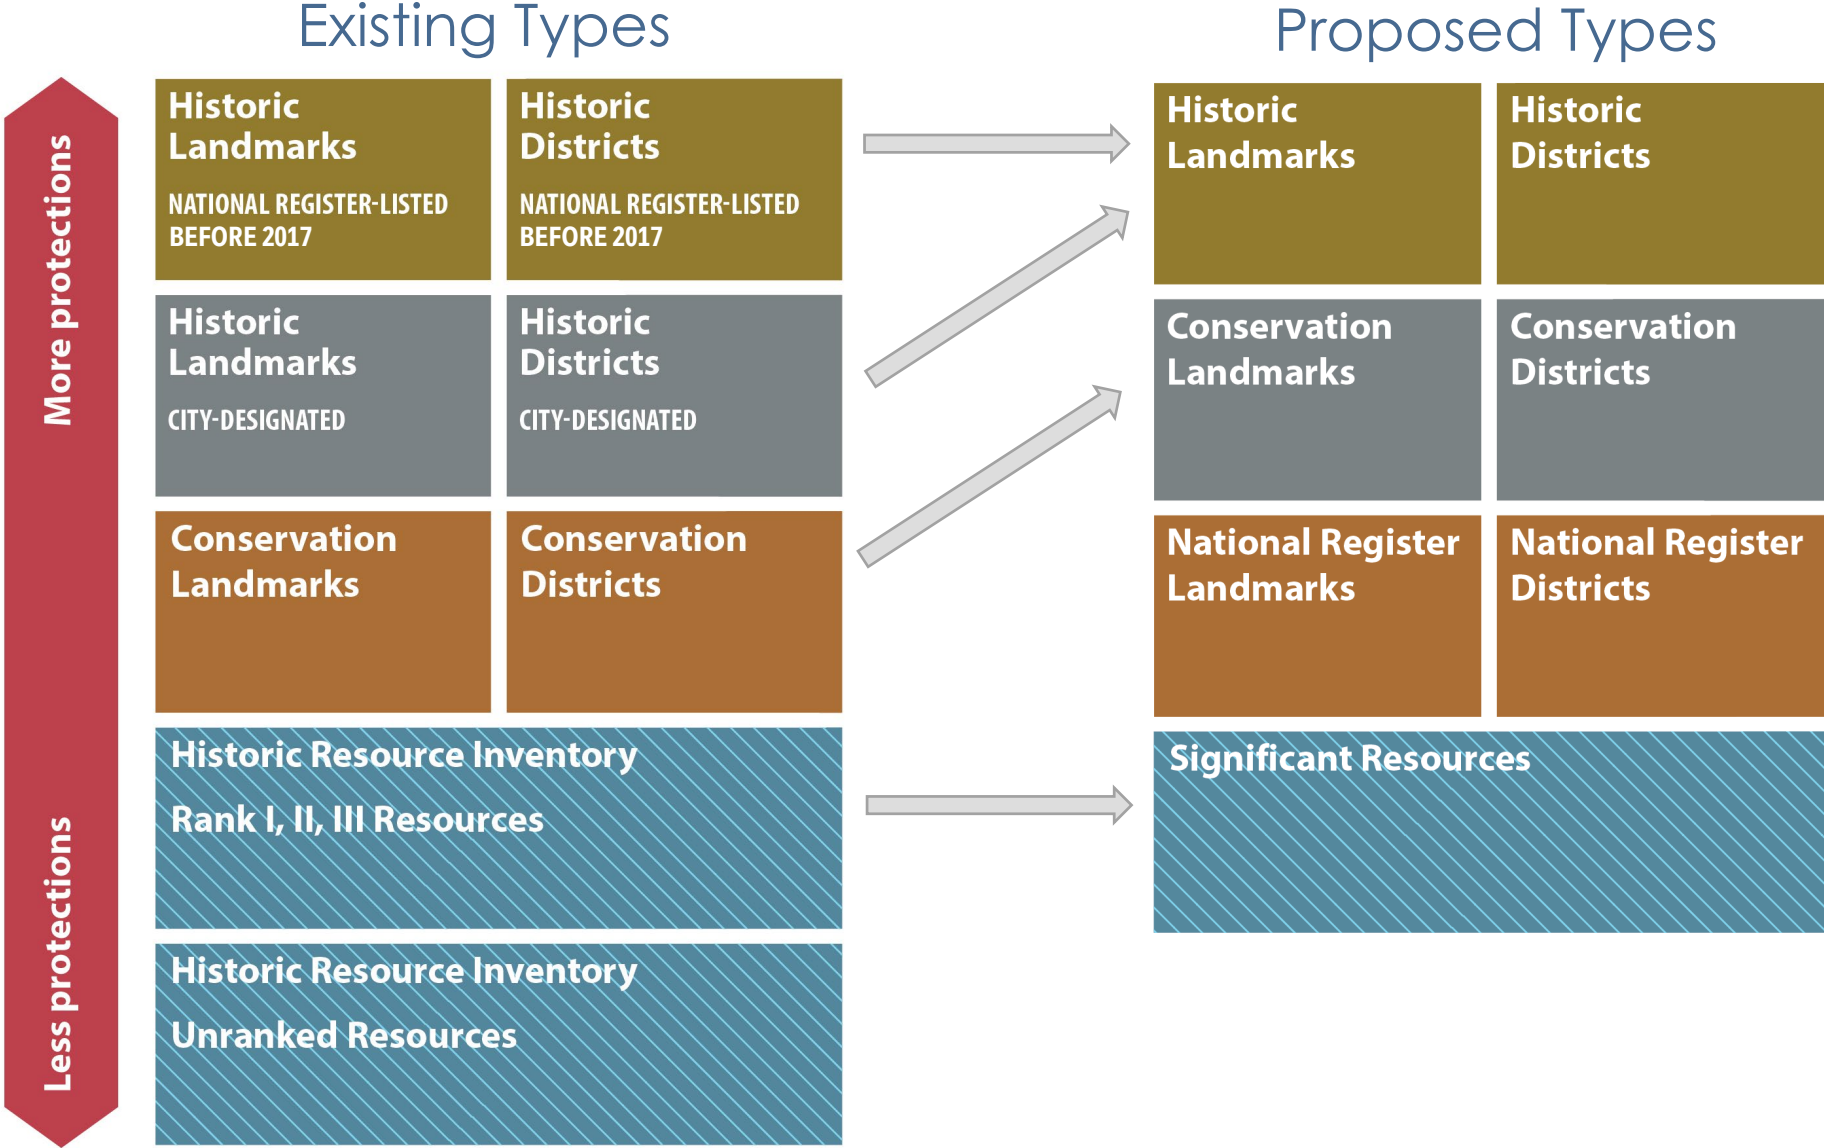 Existing Types
Proposed Types
More protections
Less protections
Historic
Landmarks
NATIONAL REGISTER-LISTED
BEFORE 2017
Historic
Districts
NATIONAL REGISTER-LISTED
BEFORE 2017
Historic
Landmarks
CITY-DESIGNATED
Historic
Districts
CITY-DESIGNATED
Conservation
Landmarks
Conservation
Districts
Historic Resource Inventory
Rank I, II, III Resources
Historic Resource Inventory
Unranked Resources
Historic
Landmarks
Historic
Districts
Conservation
Landmarks
Conservation
Districts
National Register
Landmarks
National Register
Districts
Significant Resources